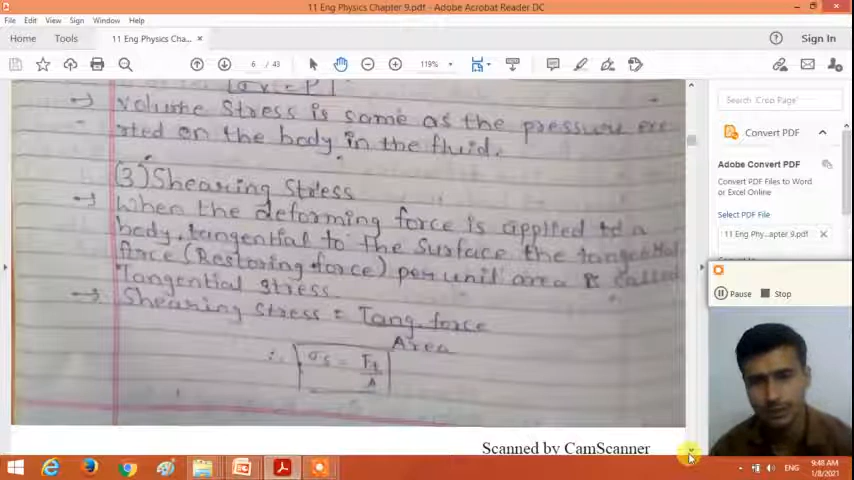 11 Eng Physics Chapter 9.pdf - Adobe Acrobat Reader DC
File Edit View Sign Window Help
Home Tools 11 Eng Physics Cha... × Sign In
6 / 43 119%
[σv = P]
→ volume stress is same as the pressure exe
rted on the body in the fluid.
(3) Shearing Stress
→ When the deforming force is applied to a
body, tangential to the surface the tangential
force (Restoring force) per unit area is called
Tangential stress
→ Shearing stress = Tang. force
Area
∴ σs = Ft
A
Scanned by CamScanner
Search 'Crop Page'
Convert PDF
Adobe Convert PDF
Convert PDF Files to Word
or Excel Online
Select PDF File
11 Eng Phy...apter 9.pdf ×
Pause Stop
ENG
9:48 AM
1/8/2021